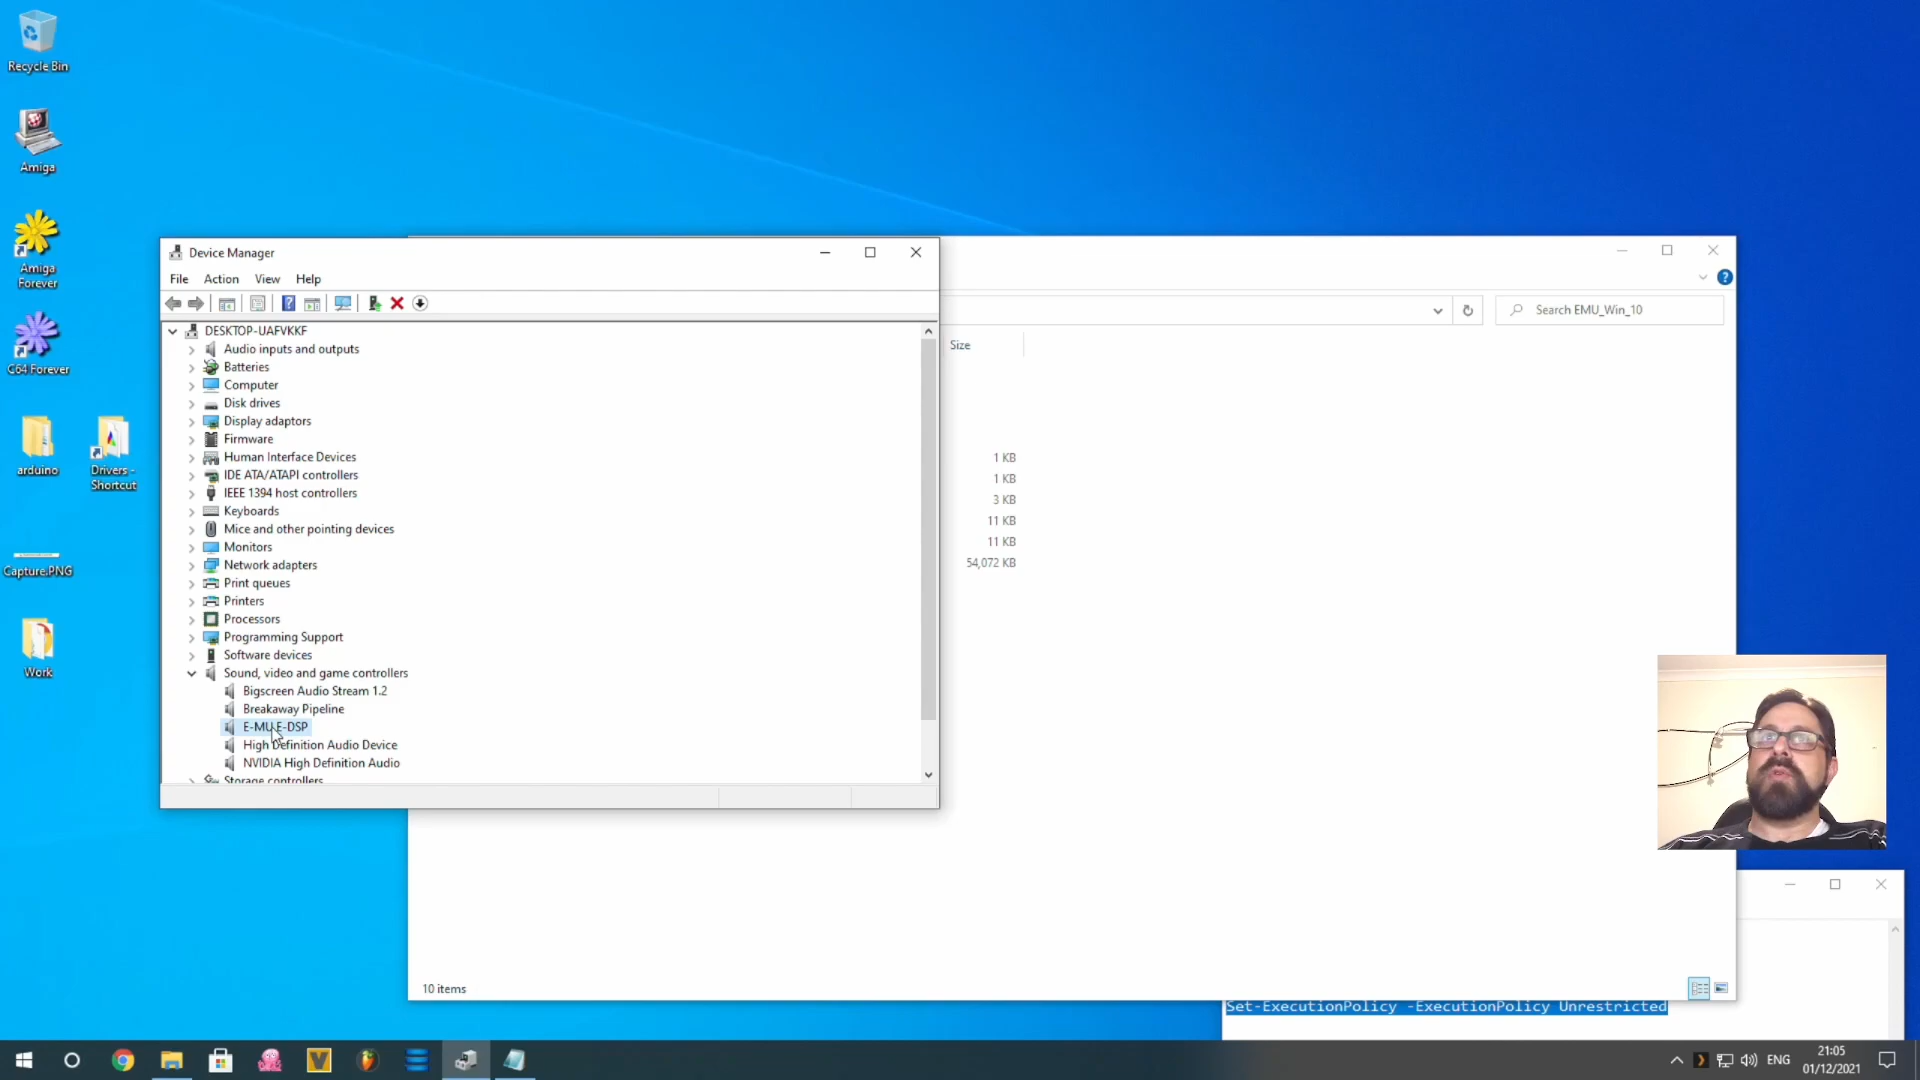 Recycle Bin
Amiga
Amiga
Forever
C64 Forever
arduino
Drivers -
Shortcut
Capture.PNG
Work
Device Manager
File Action View Help
DESKTOP-UAFVKKF
Audio inputs and outputs
Batteries
Computer
Disk drives
Display adaptors
Firmware
Human Interface Devices
IDE ATA/ATAPI controllers
IEEE 1394 host controllers
Keyboards
Mice and other pointing devices
Monitors
Network adapters
Print queues
Printers
Processors
Programming Support
Software devices
Sound, video and game controllers
Bigscreen Audio Stream 1.2
Breakaway Pipeline
E-MU E-DSP
High Definition Audio Device
NVIDIA High Definition Audio
Storage controllers
Search EMU_Win_10
Size
1 KB
1 KB
3 KB
11 KB
11 KB
54,072 KB
10 items
Set-ExecutionPolicy -ExecutionPolicy Unrestricted
ENG
21:05
01/12/2021